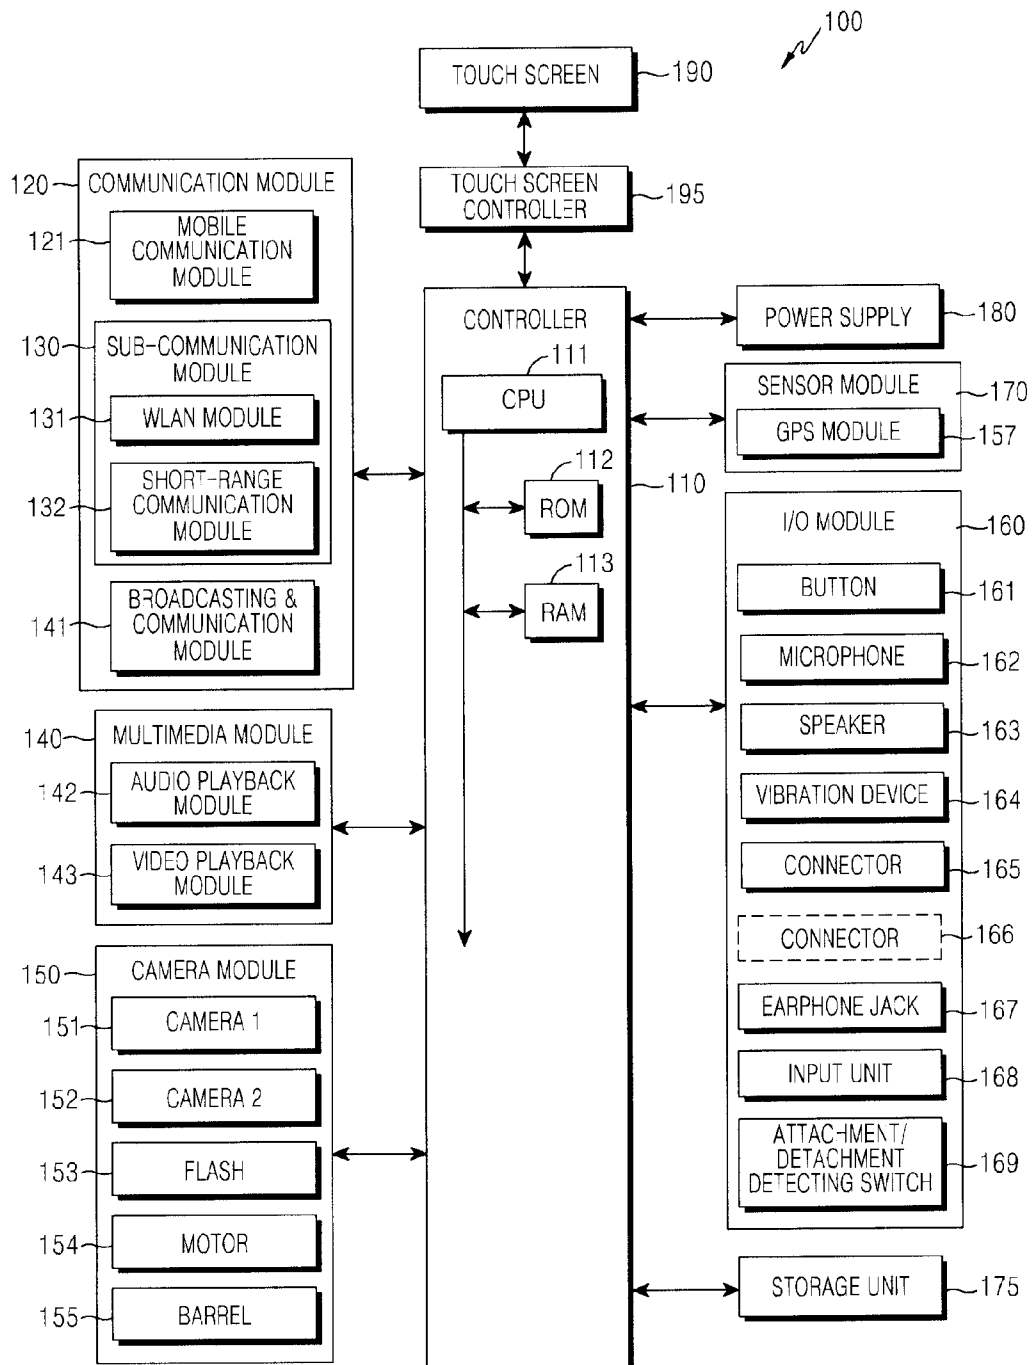 100
TOUCH SCREEN
190
TOUCH SCREEN
CONTROLLER
195
120
COMMUNICATION MODULE
121
MOBILE
COMMUNICATION
MODULE
130
SUB-COMMUNICATION
MODULE
131
WLAN MODULE
132
SHORT-RANGE
COMMUNICATION
MODULE
141
BROADCASTING &
COMMUNICATION
MODULE
140
MULTIMEDIA MODULE
142
AUDIO PLAYBACK
MODULE
143
VIDEO PLAYBACK
MODULE
150
CAMERA MODULE
151
CAMERA 1
152
CAMERA 2
153
FLASH
154
MOTOR
155
BARREL
CONTROLLER
111
CPU
112
ROM
113
RAM
110
POWER SUPPLY
180
SENSOR MODULE
170
GPS MODULE
157
I/O MODULE
160
BUTTON
161
MICROPHONE
162
SPEAKER
163
VIBRATION DEVICE
164
CONNECTOR
165
CONNECTOR
166
EARPHONE JACK
167
INPUT UNIT
168
ATTACHMENT/
DETACHMENT
DETECTING SWITCH
169
STORAGE UNIT
175